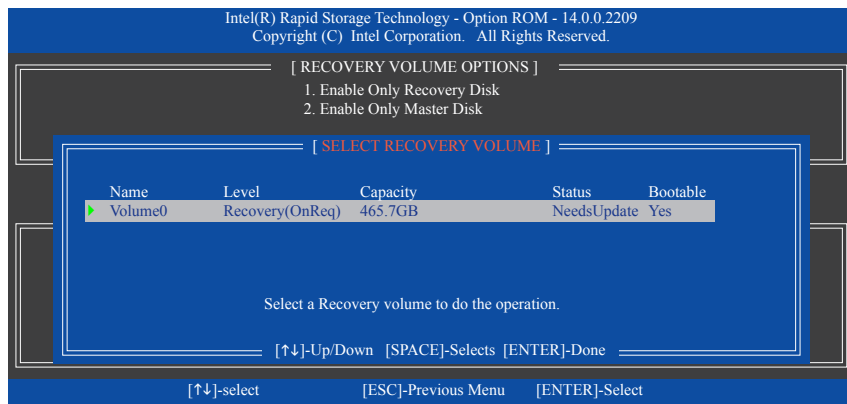 Intel(R) Rapid Storage Technology - Option ROM - 14.0.0.2209
Copyright (C) Intel Corporation. All Rights Reserved.
[ RECOVERY VOLUME OPTIONS ]
1. Enable Only Recovery Disk
2. Enable Only Master Disk
[ SELECT RECOVERY VOLUME ]
Name Level Capacity Status Bootable
Volume0 Recovery(OnReq) 465.7GB NeedsUpdate Yes
Select a Recovery volume to do the operation.
[↑↓]-Up/Down [SPACE]-Selects [ENTER]-Done
[↑↓]-select [ESC]-Previous Menu [ENTER]-Select